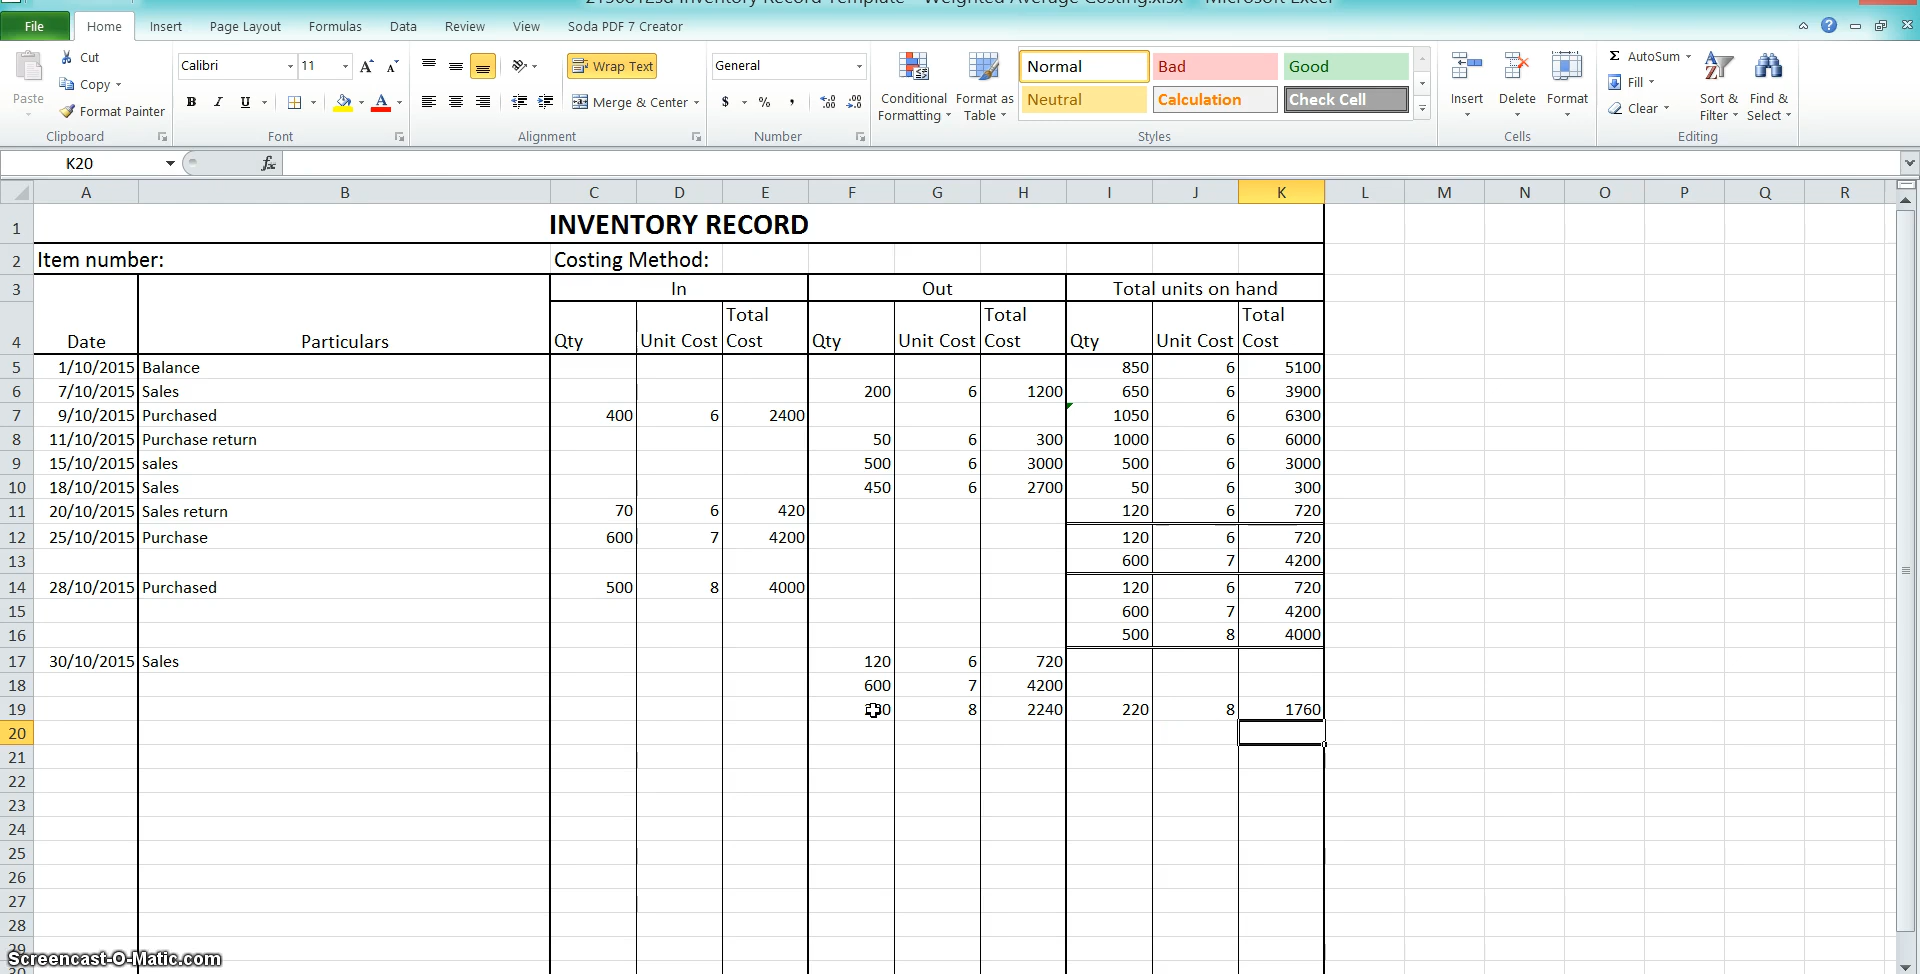 215081Lsd Inventory Record Template - Weighted Average Costing.xlsx - Microsoft Excel
File Home Insert Page Layout Formulas Data Review View Soda PDF 7 Creator
Paste Cut Calibri 11 A A Wrap Text General Normal Bad Good Insert Delete Format AutoSum Sort & Filter Find & Select
Copy Conditional Formatting Format as Table Fill
Format Painter B I U A Merge & Center $ % , Neutral Calculation Check Cell Clear
Clipboard Font Alignment Number Styles Cells Editing
K20 fx
A B C D E F G H I J K L M N O P Q R
1 INVENTORY RECORD
2 Item number: Costing Method:
3 In Out Total units on hand
4 Date Particulars Qty Unit Cost Total Cost Qty Unit Cost Total Cost Qty Unit Cost Total Cost
5 1/10/2015 Balance 850 6 5100
6 7/10/2015 Sales 200 6 1200 650 6 3900
7 9/10/2015 Purchased 400 6 2400 1050 6 6300
8 11/10/2015 Purchase return 50 6 300 1000 6 6000
9 15/10/2015 sales 500 6 3000 500 6 3000
10 18/10/2015 Sales 450 6 2700 50 6 300
11 20/10/2015 Sales return 70 6 420 120 6 720
12 25/10/2015 Purchase 600 7 4200 120 6 720
13 600 7 4200
14 28/10/2015 Purchased 500 8 4000 120 6 720
15 600 7 4200
16 500 8 4000
17 30/10/2015 Sales 120 6 720
18 600 7 4200
19 8 2240 220 8 1760
20
21
22
23
24
25
26
27
28
29
Screencast-O-Matic.com